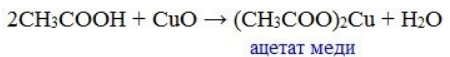 2CH3COOH + CuO → (CH3COO)2Cu + H2O
ацетат меди